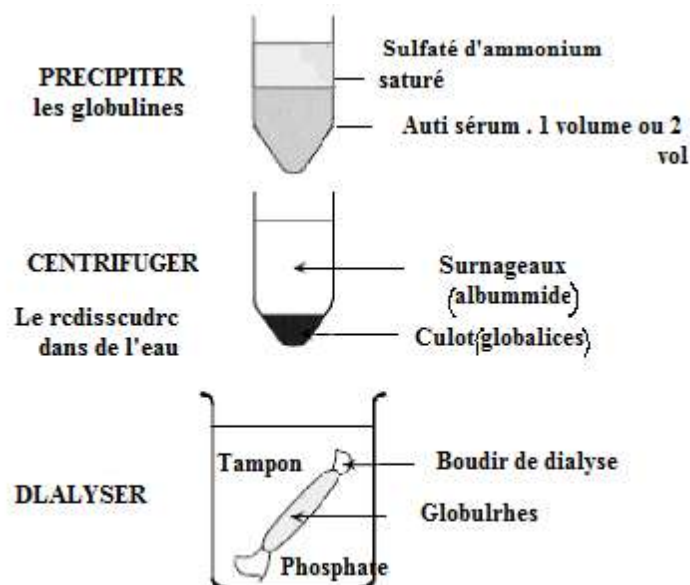 PRECIPITER
les globulines
Sulfaté d'ammonium
saturé
Auti sérum . 1 volume ou 2
vol
CENTRIFUGER
Surnageaux
(albummide)
Le rcdisscudrc
dans de l'eau
Culot(globalices)
Tampon
Boudir de dialyse
DLALYSER
Globulrhes
Phosphate